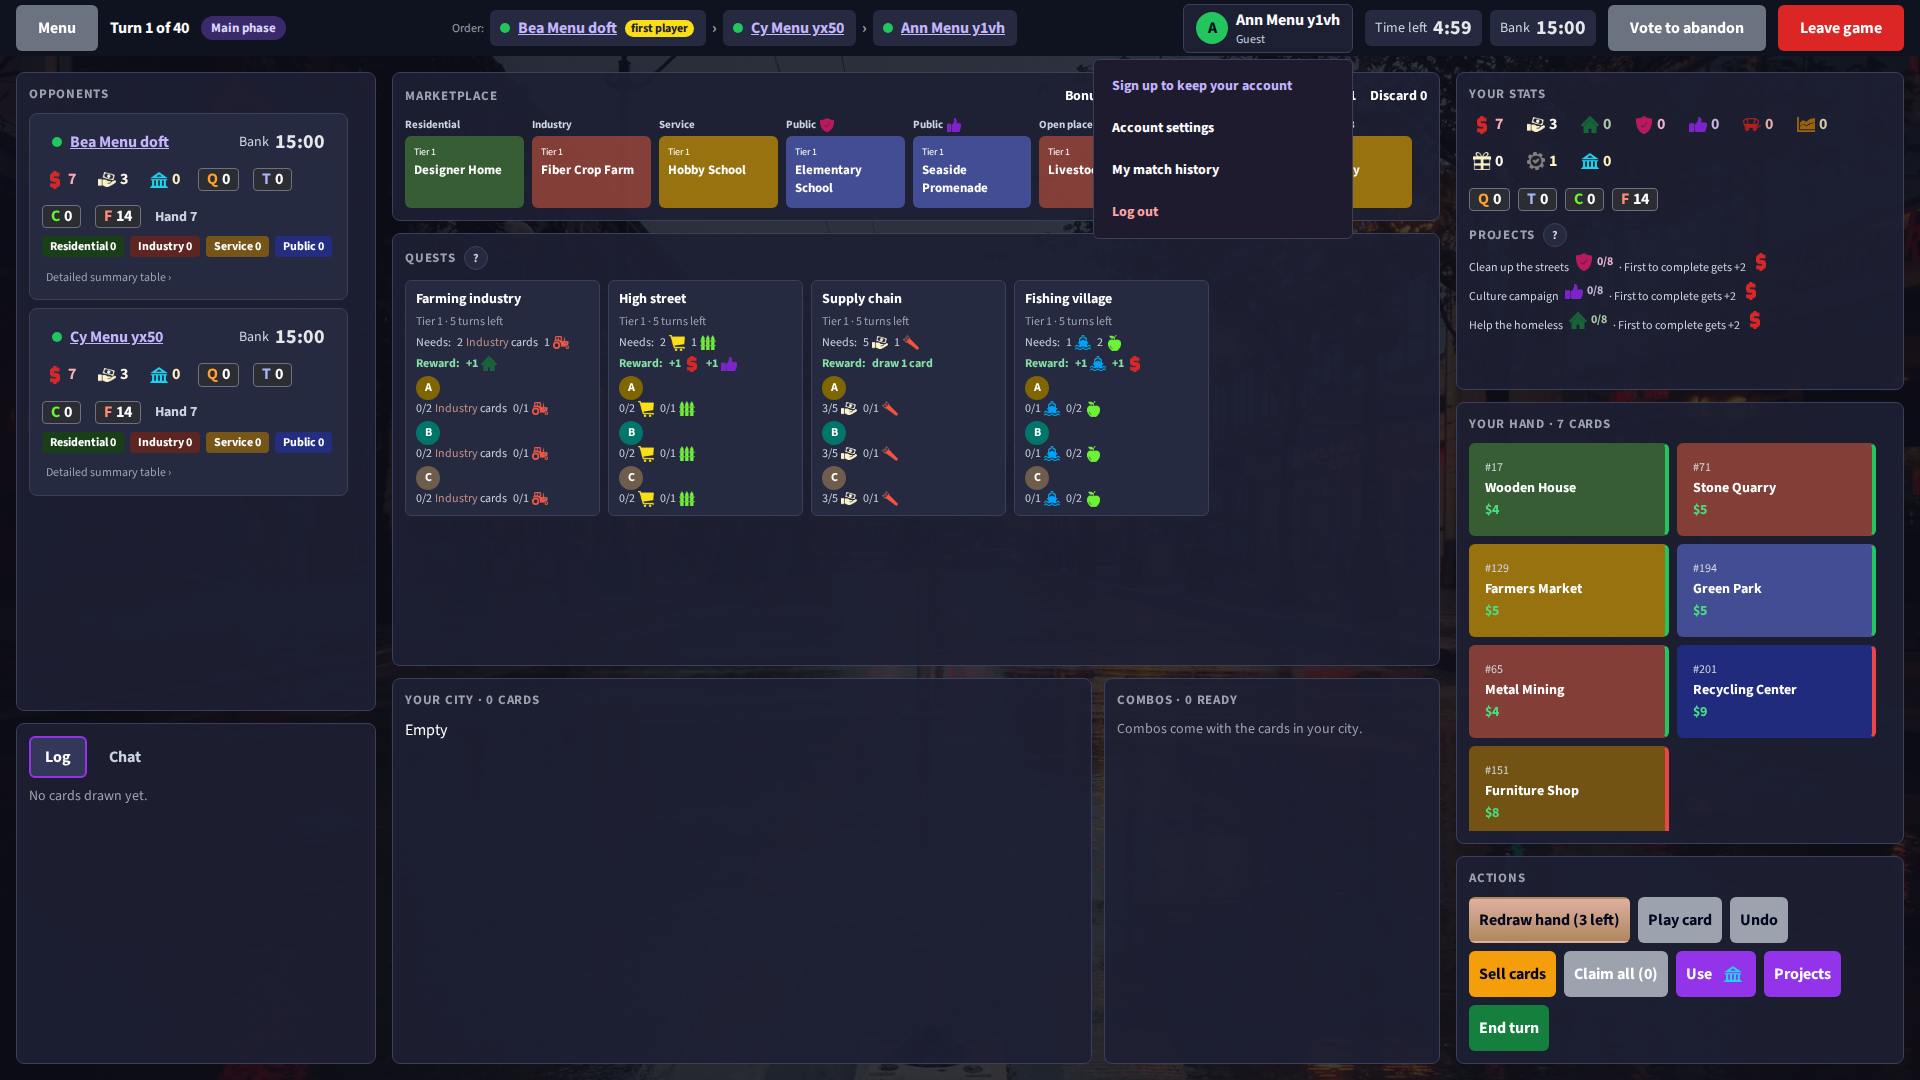 Menu
Turn 1 of 40
Main phase
Order:
Bea Menu doft
first player
›
Cy Menu yx50
›
Ann Menu y1vh
A
Ann Menu y1vh
Guest
Time left 4:59
Bank 15:00
Vote to abandon
Leave game
Sign up to keep your account
Account settings
My match history
Log out
OPPONENTS
Bea Menu doft
Bank 15:00
7 3 0 Q 0 T 0
C 0 F 14 Hand 7
Residential 0 Industry 0 Service 0 Public 0
Detailed summary table ›
Cy Menu yx50
Bank 15:00
7 3 0 Q 0 T 0
C 0 F 14 Hand 7
Residential 0 Industry 0 Service 0 Public 0
Detailed summary table ›
Log
Chat
No cards drawn yet.
MARKETPLACE
Discard 0
Residential
Tier 1
Designer Home
Industry
Tier 1
Fiber Crop Farm
Service
Tier 1
Hobby School
Public
Tier 1
Elementary
School
Public
Tier 1
Seaside
Promenade
Open place
Tier 1
QUESTS ?
Farming industry
Tier 1 · 5 turns left
Needs: 2 Industry cards 1
Reward: +1
A
0/2 Industry cards 0/1
B
0/2 Industry cards 0/1
C
0/2 Industry cards 0/1
High street
Tier 1 · 5 turns left
Needs: 2 1
Reward: +1 +1
A
0/2 0/1
B
0/2 0/1
C
0/2 0/1
Supply chain
Tier 1 · 5 turns left
Needs: 5 1
Reward: draw 1 card
A
3/5 0/1
B
3/5 0/1
C
3/5 0/1
Fishing village
Tier 1 · 5 turns left
Needs: 1 2
Reward: +1 +1
A
0/1 0/2
B
0/1 0/2
C
0/1 0/2
YOUR CITY · 0 CARDS
Empty
COMBOS · 0 READY
Combos come with the cards in your city.
YOUR STATS
7 3 0 0 0 0 0
0 1 0
Q 0 T 0 C 0 F 14
PROJECTS ?
Clean up the streets 0/8 · First to complete gets +2
Culture campaign 0/8 · First to complete gets +2
Help the homeless 0/8 · First to complete gets +2
YOUR HAND · 7 CARDS
#17
Wooden House
$4
#71
Stone Quarry
$5
#129
Farmers Market
$5
#194
Green Park
$5
#65
Metal Mining
$4
#201
Recycling Center
$9
#151
Furniture Shop
$8
ACTIONS
Redraw hand (3 left)
Play card
Undo
Sell cards
Claim all (0)
Use
Projects
End turn